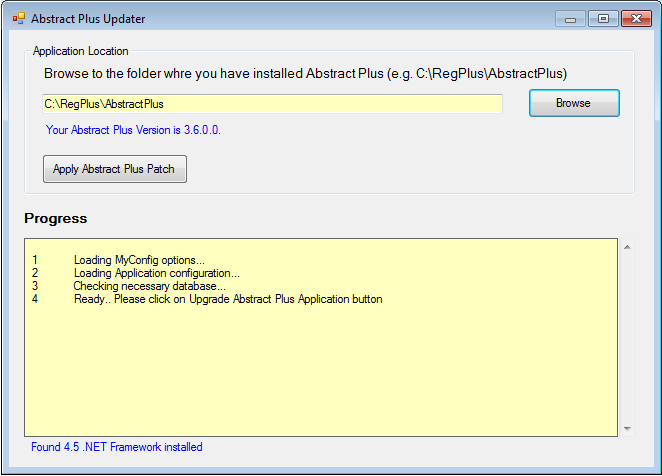 Abstract Plus Updater
Application Location
Browse to the folder whre you have installed Abstract Plus (e.g. C:\RegPlus\AbstractPlus)
C:\RegPlus\AbstractPlus
Browse
Your Abstract Plus Version is 3.6.0.0.
Apply Abstract Plus Patch
Progress
1 Loading MyConfig options...
2 Loading Application configuration...
3 Checking necessary database...
4 Ready.. Please click on Upgrade Abstract Plus Application button
Found 4.5 .NET Framework installed